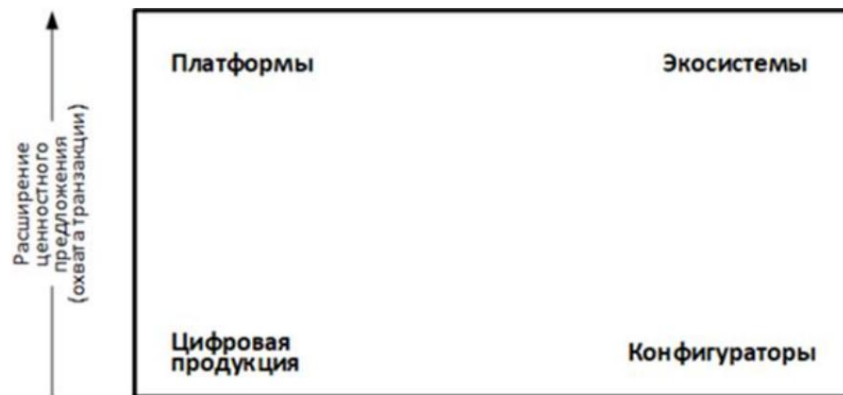 Платформы
Экосистемы
Расширение
ценностного
предложения
(охвата транзакции)
Цифровая
продукция
Конфигураторы